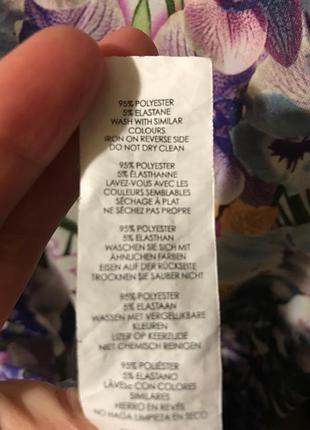 95% POLYESTER
5% ELASTANE
WASH WITH SIMILAR
COLOURS
IRON ON REVERSE SIDE
DO NOT DRY CLEAN
95% POLYESTER
5% ÉLASTHANNE
LAVEZ-VOUS AVEC LES
COULEURS SEMBLABLES
SÉCHAGE À PLAT
NE SÉCHEZ PAS PROPRE
95% POLYESTER
5% ELASTHAN
WASCHEN SIE SICH MIT
ÄHNLICHEN FARBEN
EISEN AUF DER RÜCKSEITE
TROCKNEN SIE SAUBER NICHT
95% POLYESTER
5% ELASTAAN
WASSEN MET VERGELIJKBARE
KLEUREN
IJZER OP KEERZIJDE
NIET CHEMISCH REINIGEN
95% POLIÉSTER
5% ELASTANO
LÁVESE CON COLORES
SIMILARES
HIERRO EN REVÉS
NO HAGA LIMPIEZA EN SECO